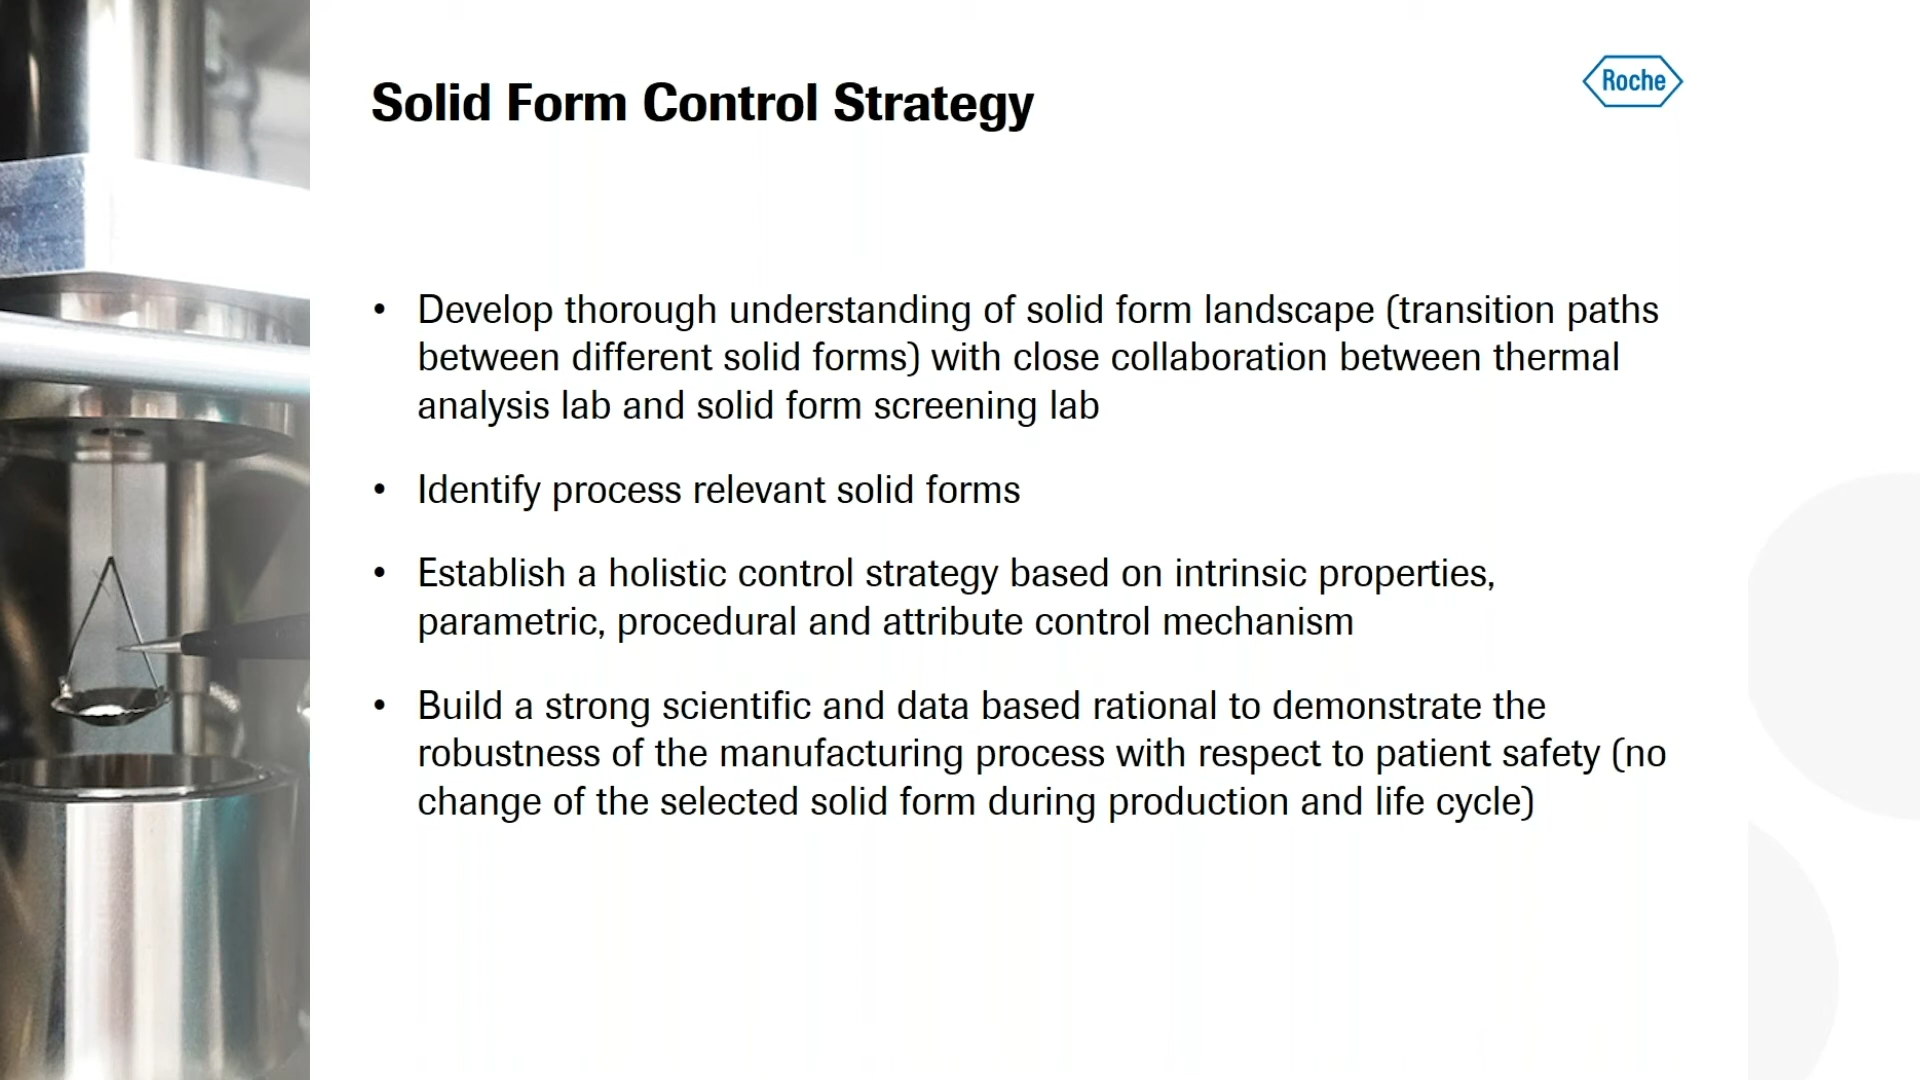 Solid Form Control Strategy
Roche
• Develop thorough understanding of solid form landscape (transition paths
between different solid forms) with close collaboration between thermal
analysis lab and solid form screening lab
• Identify process relevant solid forms
• Establish a holistic control strategy based on intrinsic properties,
parametric, procedural and attribute control mechanism
• Build a strong scientific and data based rational to demonstrate the
robustness of the manufacturing process with respect to patient safety (no
change of the selected solid form during production and life cycle)